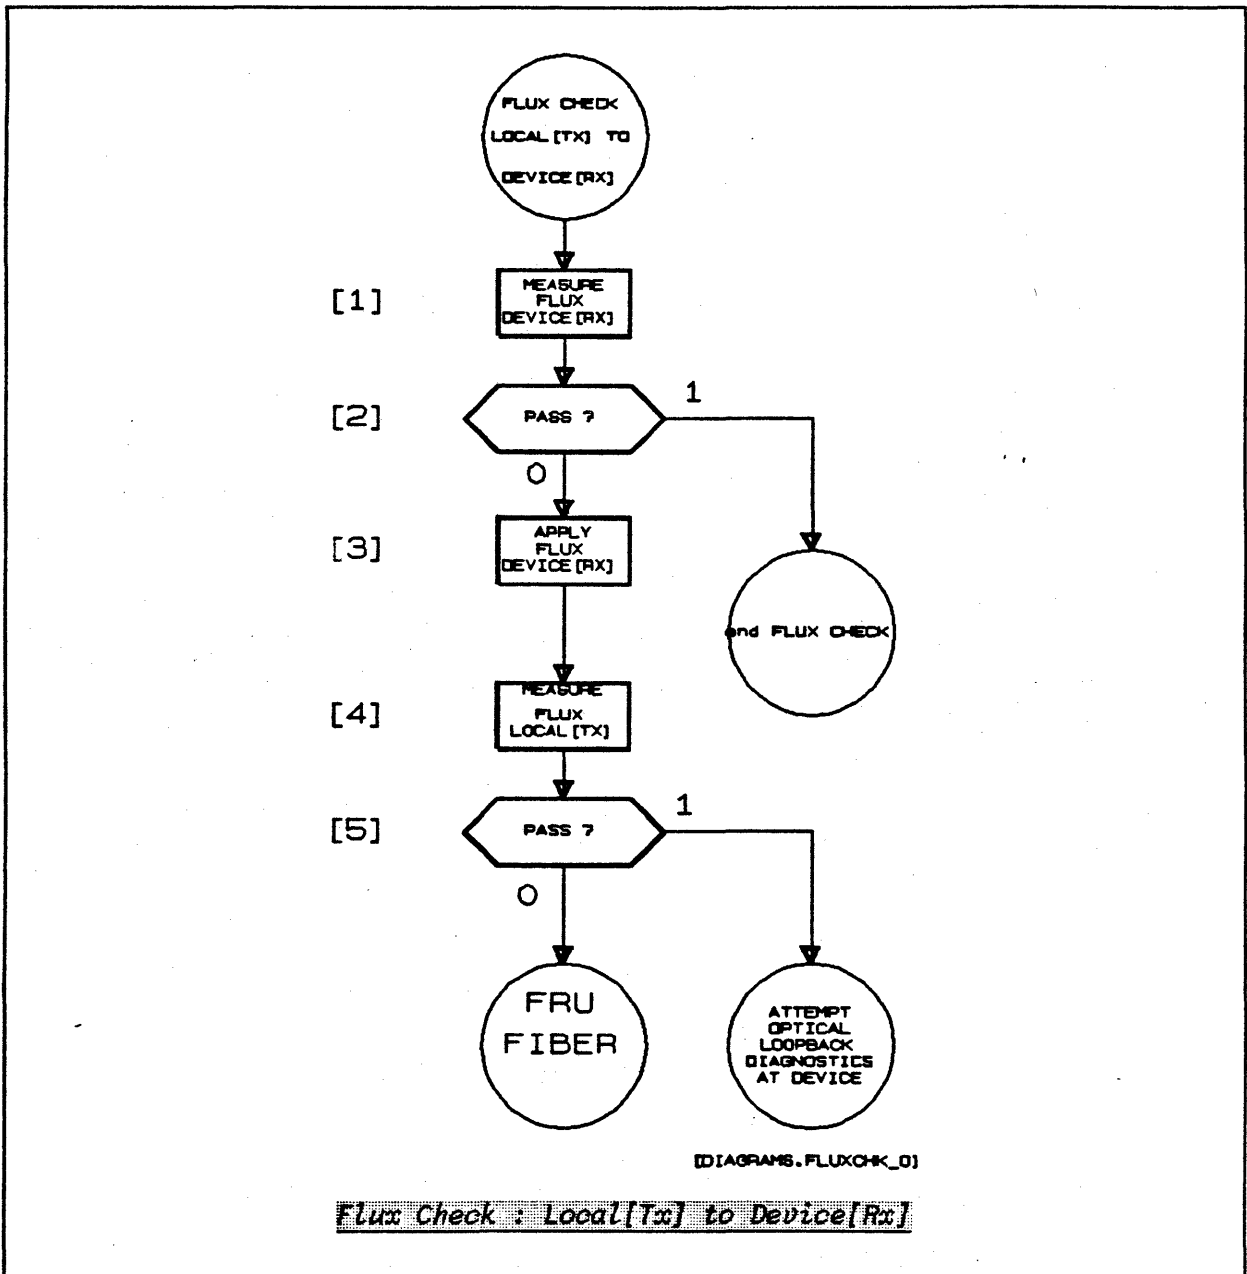 FLUX CHECK
LOCAL[TX] TO
DEVICE[RX]
[1]
MEASURE
FLUX
DEVICE[RX]
[2]
PASS ?
1
0
[3]
APPLY
FLUX
DEVICE[RX]
end FLUX CHECK
[4]
MEASURE
FLUX
LOCAL[TX]
[5]
PASS ?
1
0
FRU
FIBER
ATTEMPT
OPTICAL
LOOPBACK
DIAGNOSTICS
AT DEVICE
[DIAGRAMS.FLUXCHK_0]
Flux Check : Local[Tx] to Device[Rx]